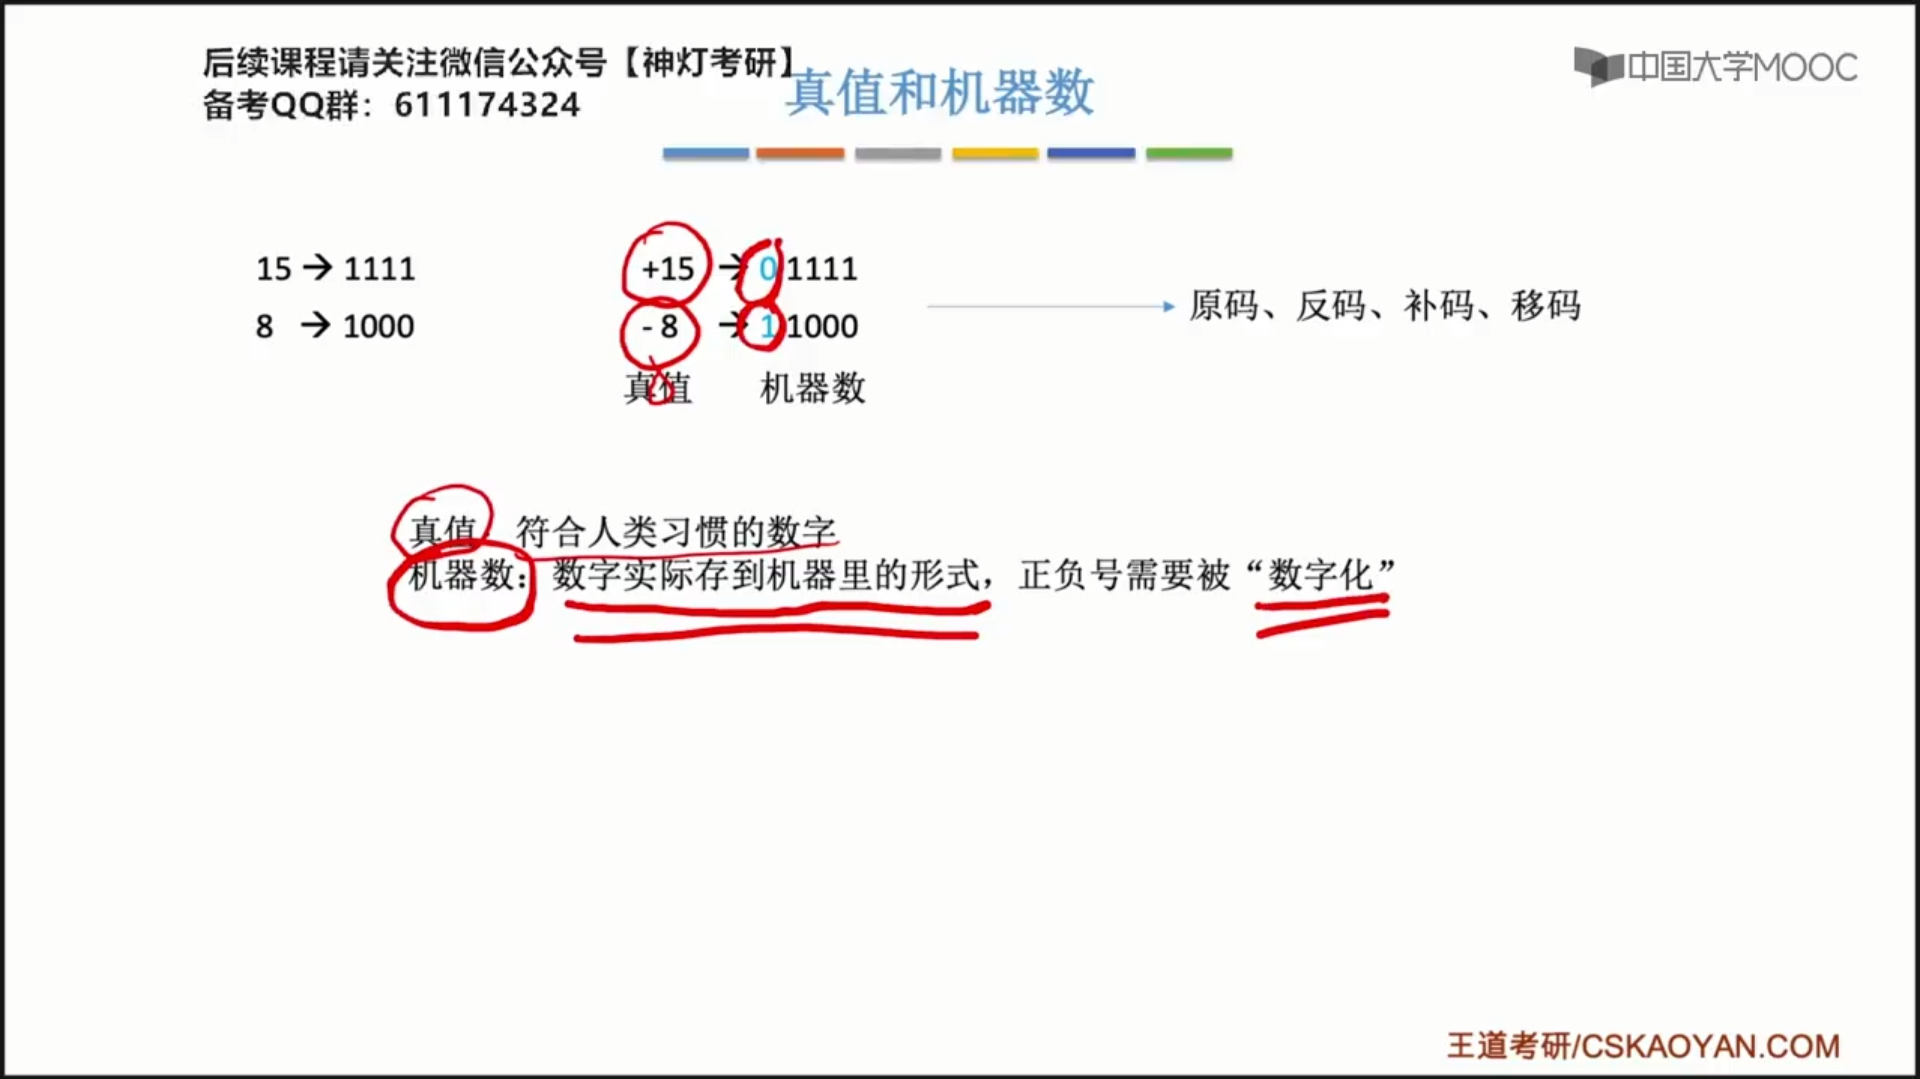 后续课程请关注微信公众号【神灯考研】
备考QQ群：611174324
中国大学MOOC
真值和机器数
15 → 1111
+15 → 0 1111
8 → 1000
- 8 → 1 1000
原码、反码、补码、移码
真值 机器数
真值：符合人类习惯的数字
机器数：数字实际存到机器里的形式，正负号需要被“数字化”
王道考研/CSKAOYAN.COM